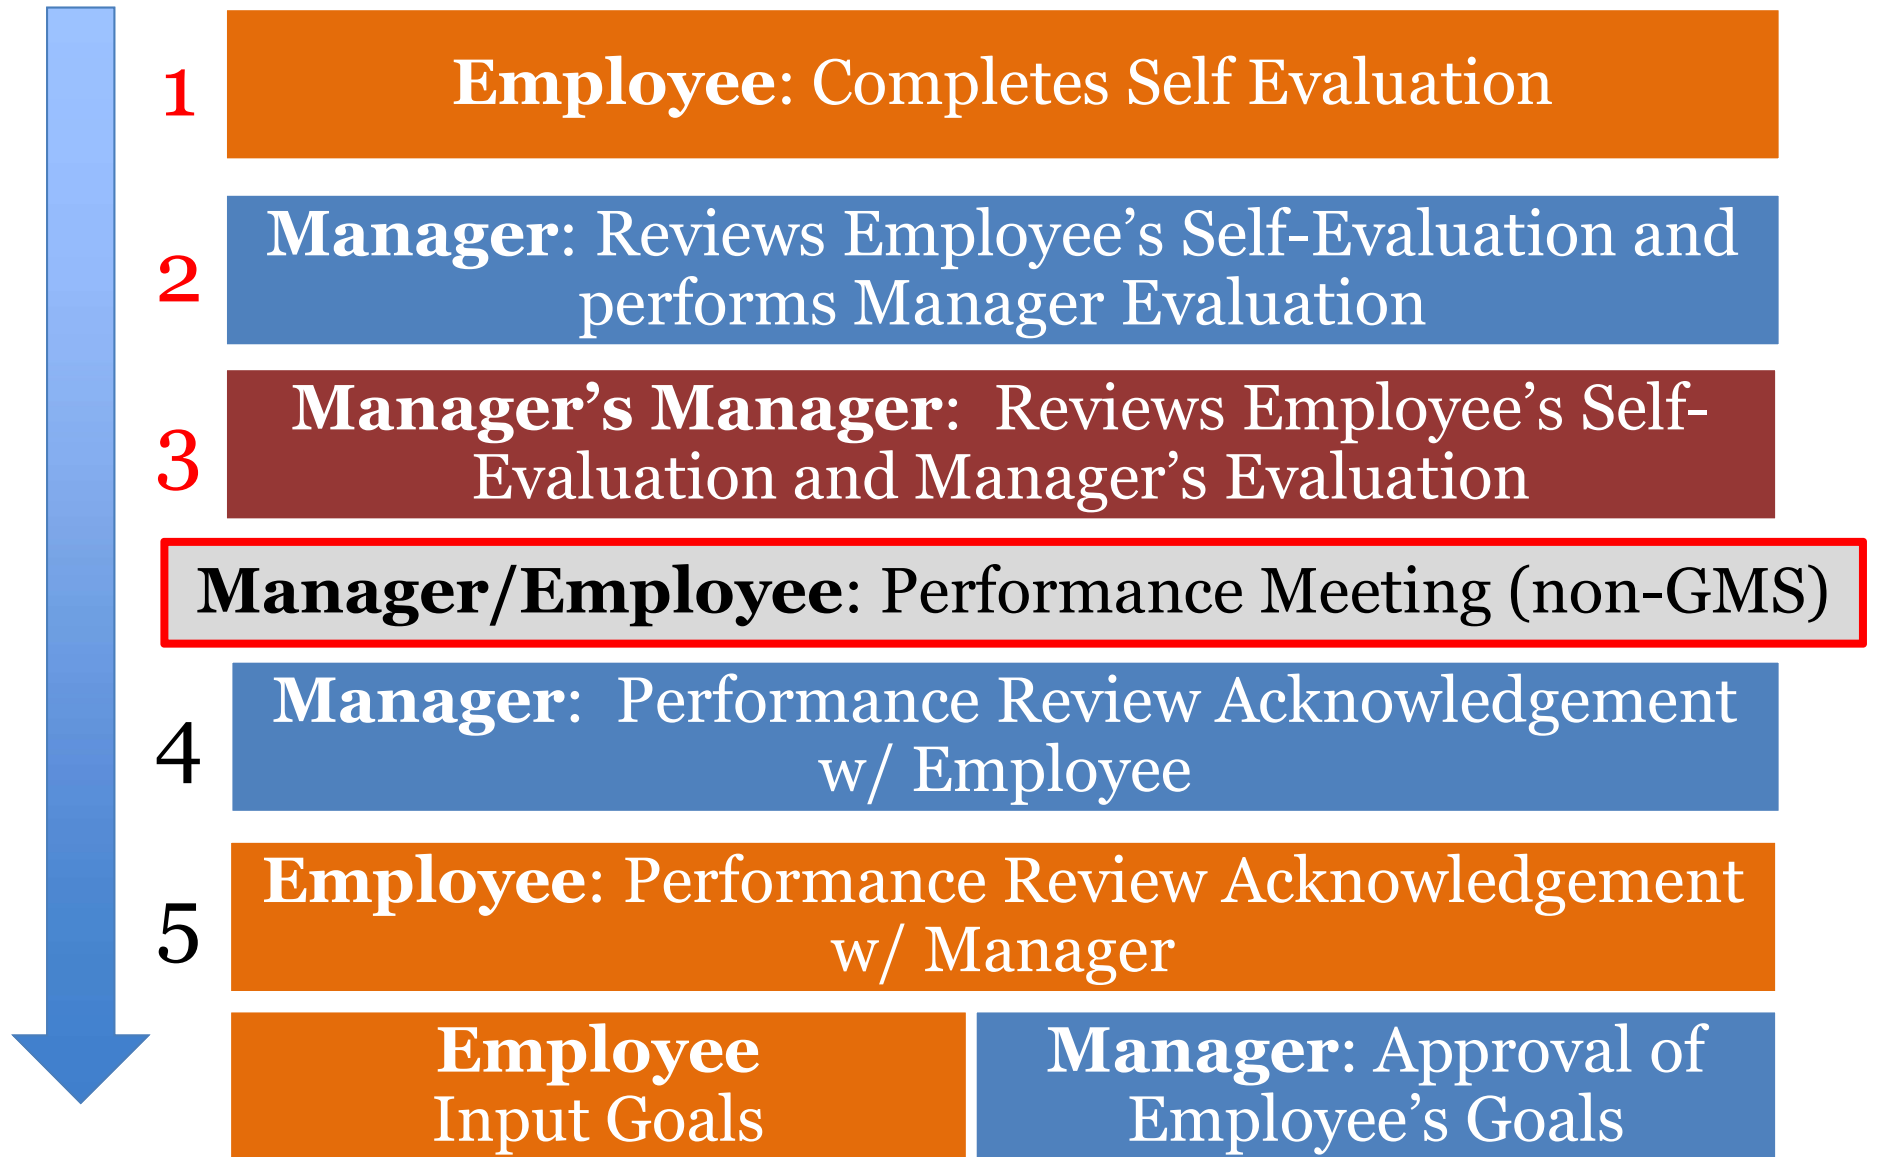 1
Employee: Completes Self Evaluation
2
Manager: Reviews Employee’s Self-Evaluation and
performs Manager Evaluation
3
Manager’s Manager:  Reviews Employee’s Self-
Evaluation and Manager’s Evaluation
Manager/Employee: Performance Meeting (non-GMS)
4
Manager:  Performance Review Acknowledgement
w/ Employee
5
Employee: Performance Review Acknowledgement
w/ Manager
Employee
Input Goals
Manager: Approval of
Employee’s Goals